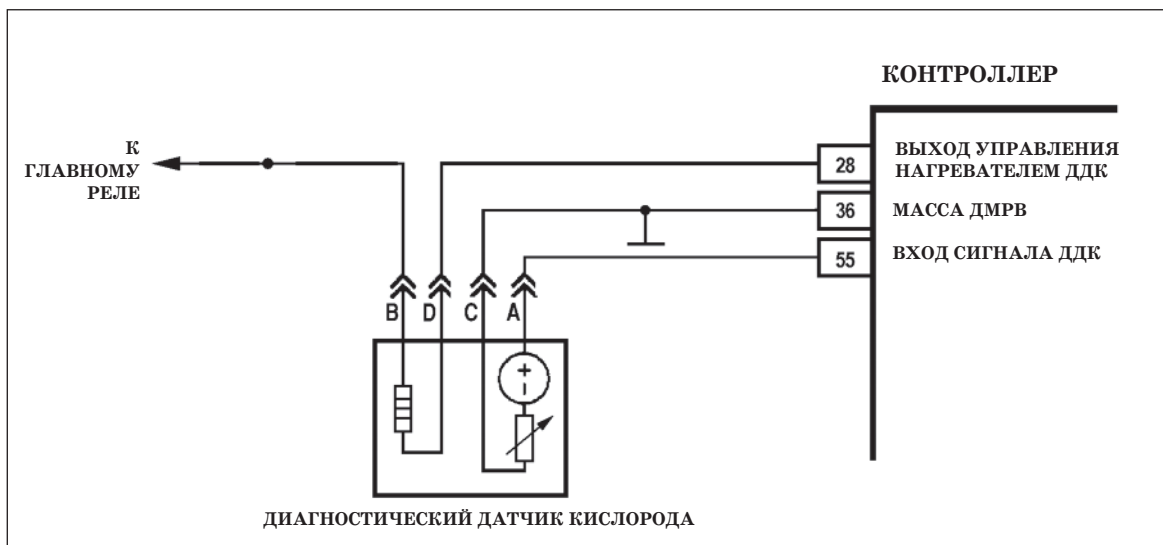 КОНТРОЛЛЕР
К
ГЛАВНОМУ
РЕЛЕ
28
ВЫХОД УПРАВЛЕНИЯ
НАГРЕВАТЕЛЕМ ДДК
36
МАССА ДМРВ
55
ВХОД СИГНАЛА ДДК
B D C A
+
-
ДИАГНОСТИЧЕСКИЙ ДАТЧИК КИСЛОРОДА